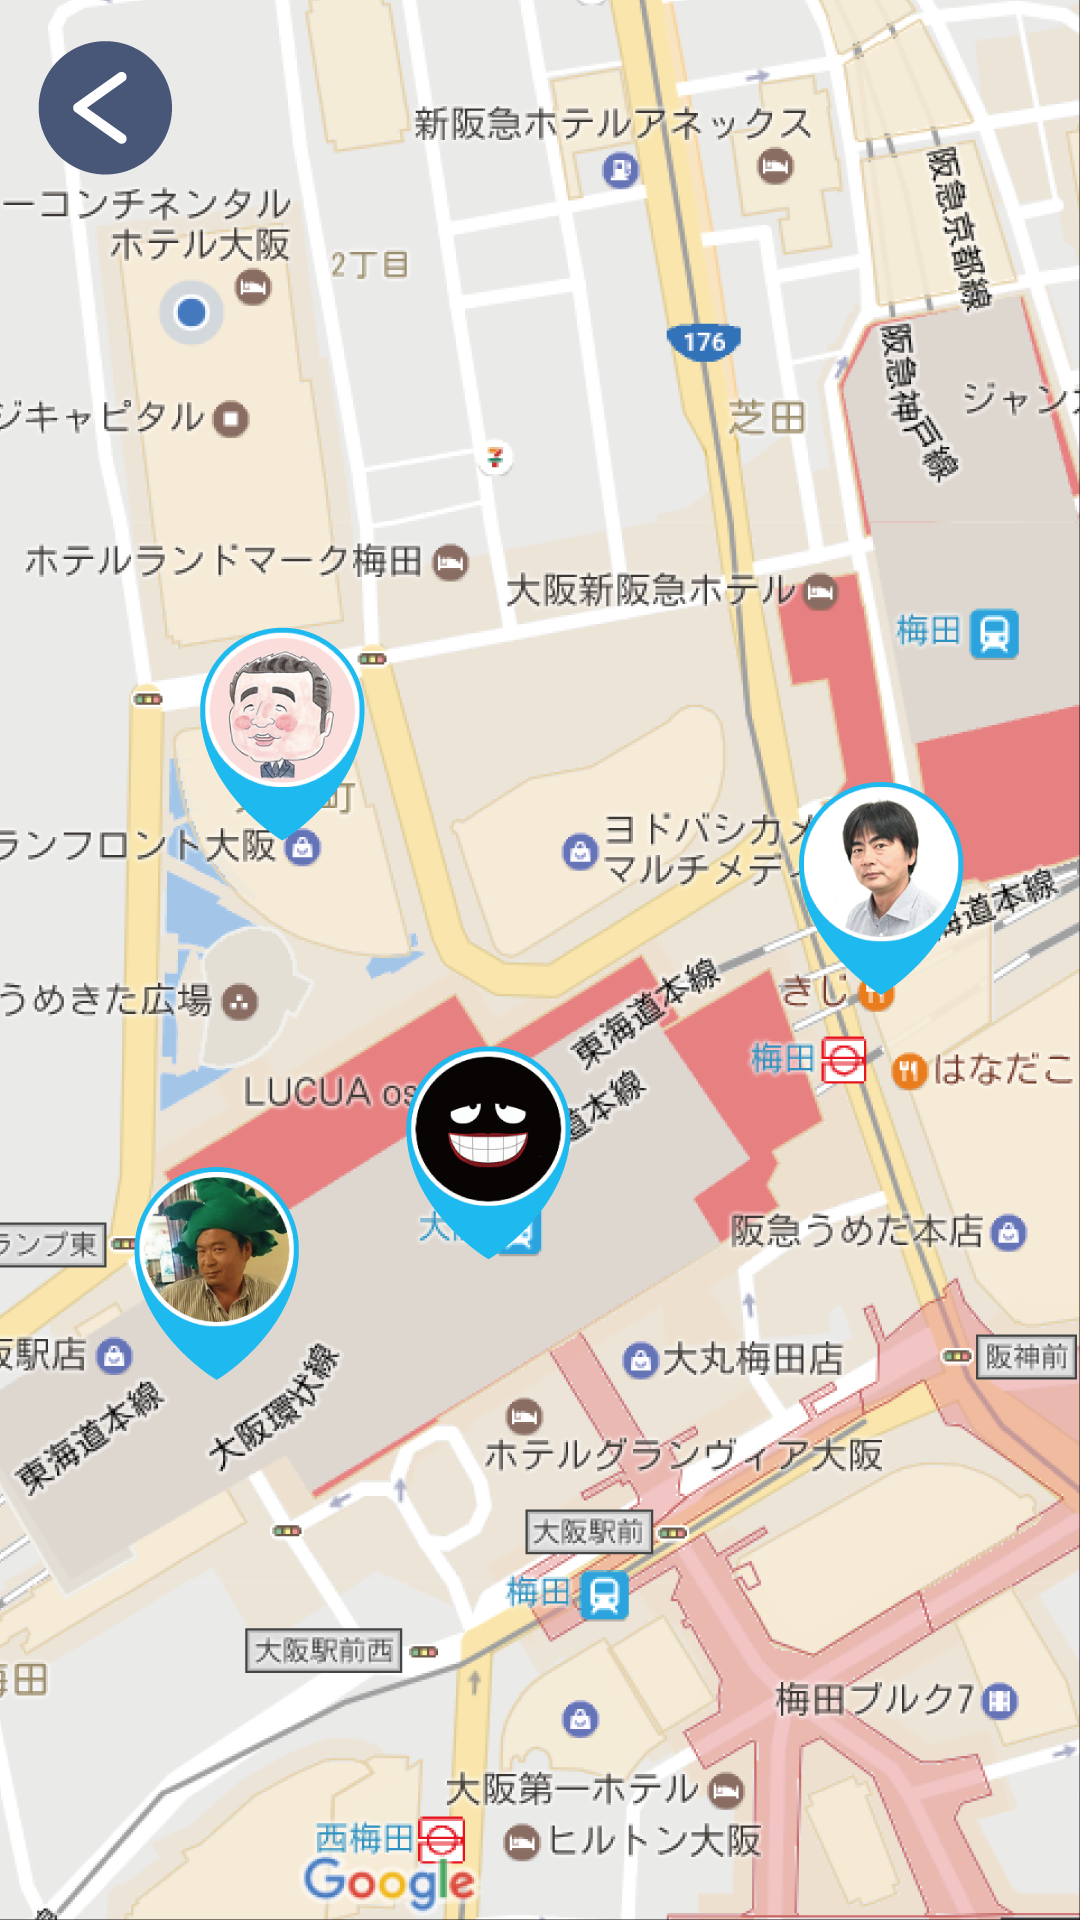 新阪急ホテルアネックス
阪急京都線
ーコンチネンタル
ホテル大阪
2丁目
176
阪急神戸線
ジャン
芝田
ジキャピタル
ホテルランドマーク梅田
大阪新阪急ホテル
梅田
町
ランフロント大阪
ヨドバシカメ
マルチメデ
海道本線
きじ
うめきた広場
東海道本線
梅田
はなだこ
LUCUA os
道本線
大
阪急うめだ本店
ランプ東
阪駅店
大丸梅田店
阪神前
東海道本線
大阪環状線
ホテルグランヴィア大阪
大阪駅前
梅田
大阪駅前西
梅田
梅田ブルク7
大阪第一ホテル
西梅田
ヒルトン大阪
Google